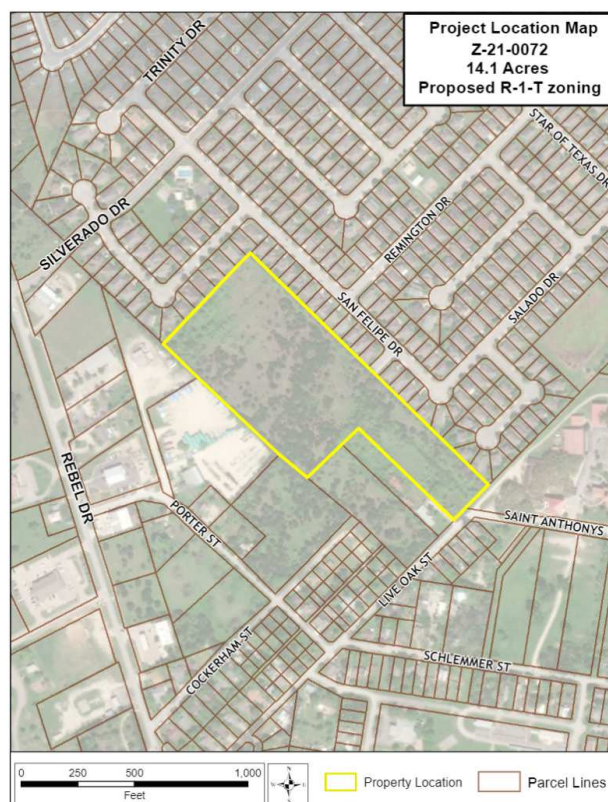 Project Location Map
Z-21-0072
14.1 Acres
Proposed R-1-T zoning
TRINITY DR
STAR OF TEXAS DR
REMINGTON DR
SILVERADO DR
SALADO DR
SAN FELIPE DR
REBEL DR
PORTER ST
SAINT ANTHONYS
LIVE OAK ST
COCKERHAM ST
SCHLEMMER ST
0 250 500 1,000
Feet
Property Location
Parcel Lines